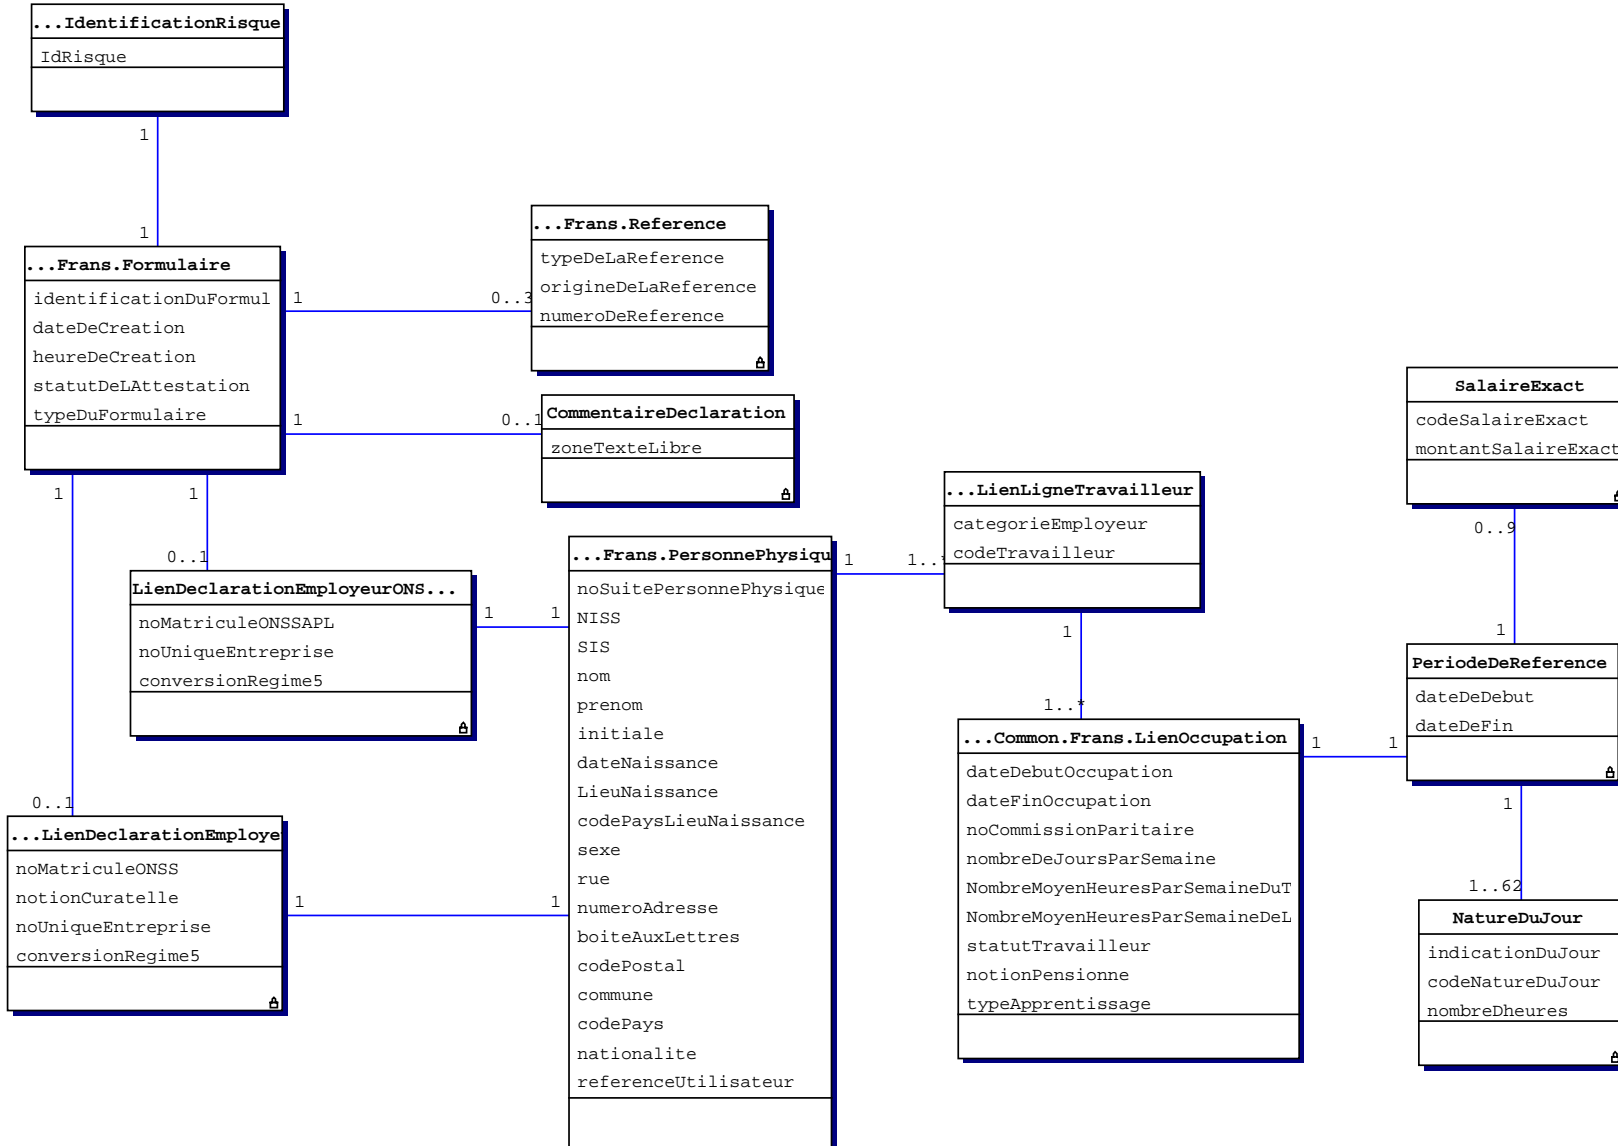 ...IdentificationRisque
IdRisque
1
1
...Frans.Formulaire
identificationDuFormul
dateDeCreation
heureDeCreation
statutDeLAttestation
typeDuFormulaire
1
0..3
...Frans.Reference
typeDeLaReference
origineDeLaReference
numeroDeReference
1
0..1
CommentaireDeclaration
zoneTexteLibre
1
1
0..1
LienDeclarationEmployeurONS...
noMatriculeONSSAPL
noUniqueEntreprise
conversionRegime5
1
1
0..1
...LienDeclarationEmploye
noMatriculeONSS
notionCuratelle
noUniqueEntreprise
conversionRegime5
1
1
...Frans.PersonnePhysiqu
noSuitePersonnePhysique
NISS
SIS
nom
prenom
initiale
dateNaissance
LieuNaissance
codePaysLieuNaissance
sexe
rue
numeroAdresse
boiteAuxLettres
codePostal
commune
codePays
nationalite
referenceUtilisateur
1
1..*
...LienLigneTravailleur
categorieEmployeur
codeTravailleur
1
1..*
...Common.Frans.LienOccupation
dateDebutOccupation
dateFinOccupation
noCommissionParitaire
nombreDeJoursParSemaine
NombreMoyenHeuresParSemaineDuT
NombreMoyenHeuresParSemaineDeL
statutTravailleur
notionPensionne
typeApprentissage
1
1
SalaireExact
codeSalaireExact
montantSalaireExact
0..9
1
PeriodeDeReference
dateDeDebut
dateDeFin
1
1..62
NatureDuJour
indicationDuJour
codeNatureDuJour
nombreDheures